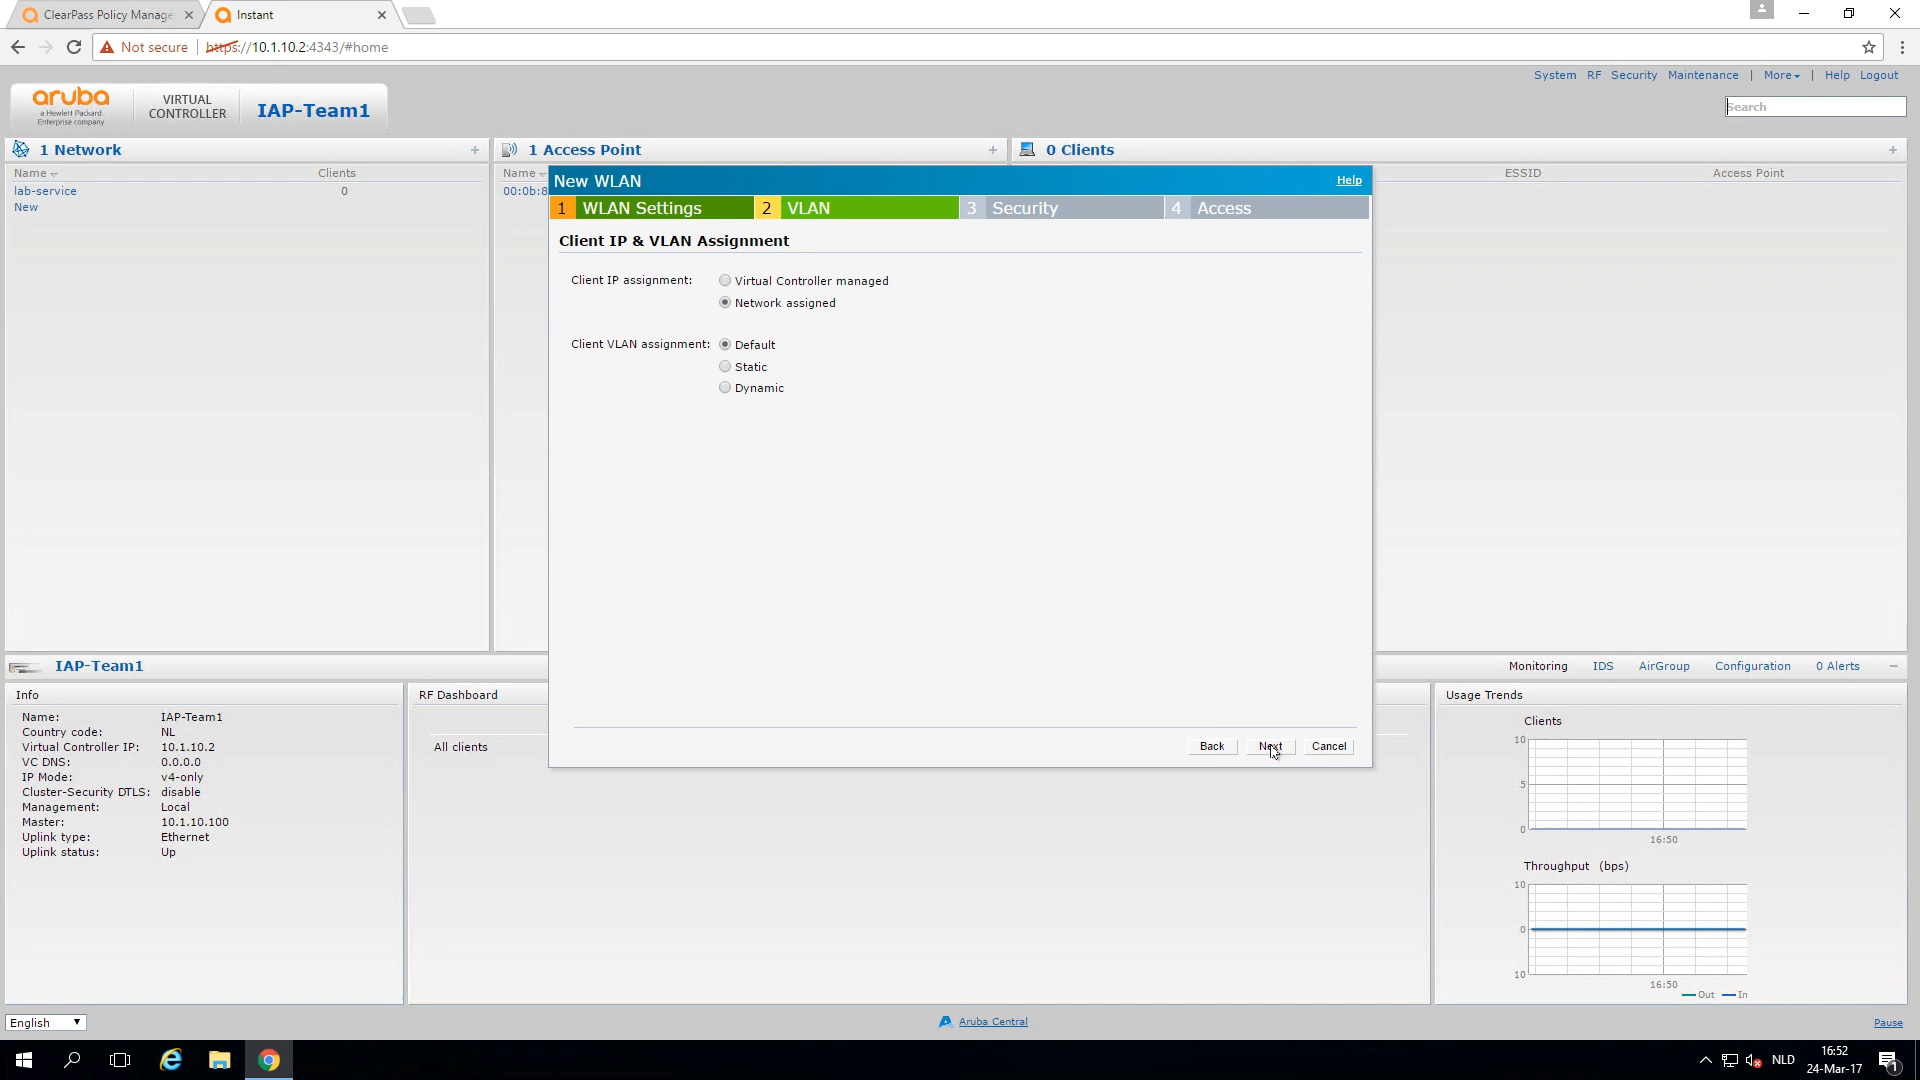 ClearPass Policy Manage
Instant
Not secure
https://10.1.10.2:4343/#home
System RF Security Maintenance | More | Help Logout
aruba
a Hewlett Packard
Enterprise company
VIRTUAL
CONTROLLER
IAP-Team1
Search
1 Network +
1 Access Point +
0 Clients +
Name Clients
lab-service 0
New
Name
00:0b:8
ESSID Access Point
New WLAN Help
1 WLAN Settings 2 VLAN 3 Security 4 Access
Client IP & VLAN Assignment
Client IP assignment: Virtual Controller managed
Network assigned
Client VLAN assignment: Default
Static
Dynamic
Back Next Cancel
IAP-Team1
Monitoring IDS AirGroup Configuration 0 Alerts
Info
Name: IAP-Team1
Country code: NL
Virtual Controller IP: 10.1.10.2
VC DNS: 0.0.0.0
IP Mode: v4-only
Cluster-Security DTLS: disable
Management: Local
Master: 10.1.10.100
Uplink type: Ethernet
Uplink status: Up
RF Dashboard
All clients
Usage Trends
Clients
10
5
0
16:50
Throughput (bps)
10
0
10
16:50
Out In
English
Aruba Central
Pause
NLD
16:52
24-Mar-17
1